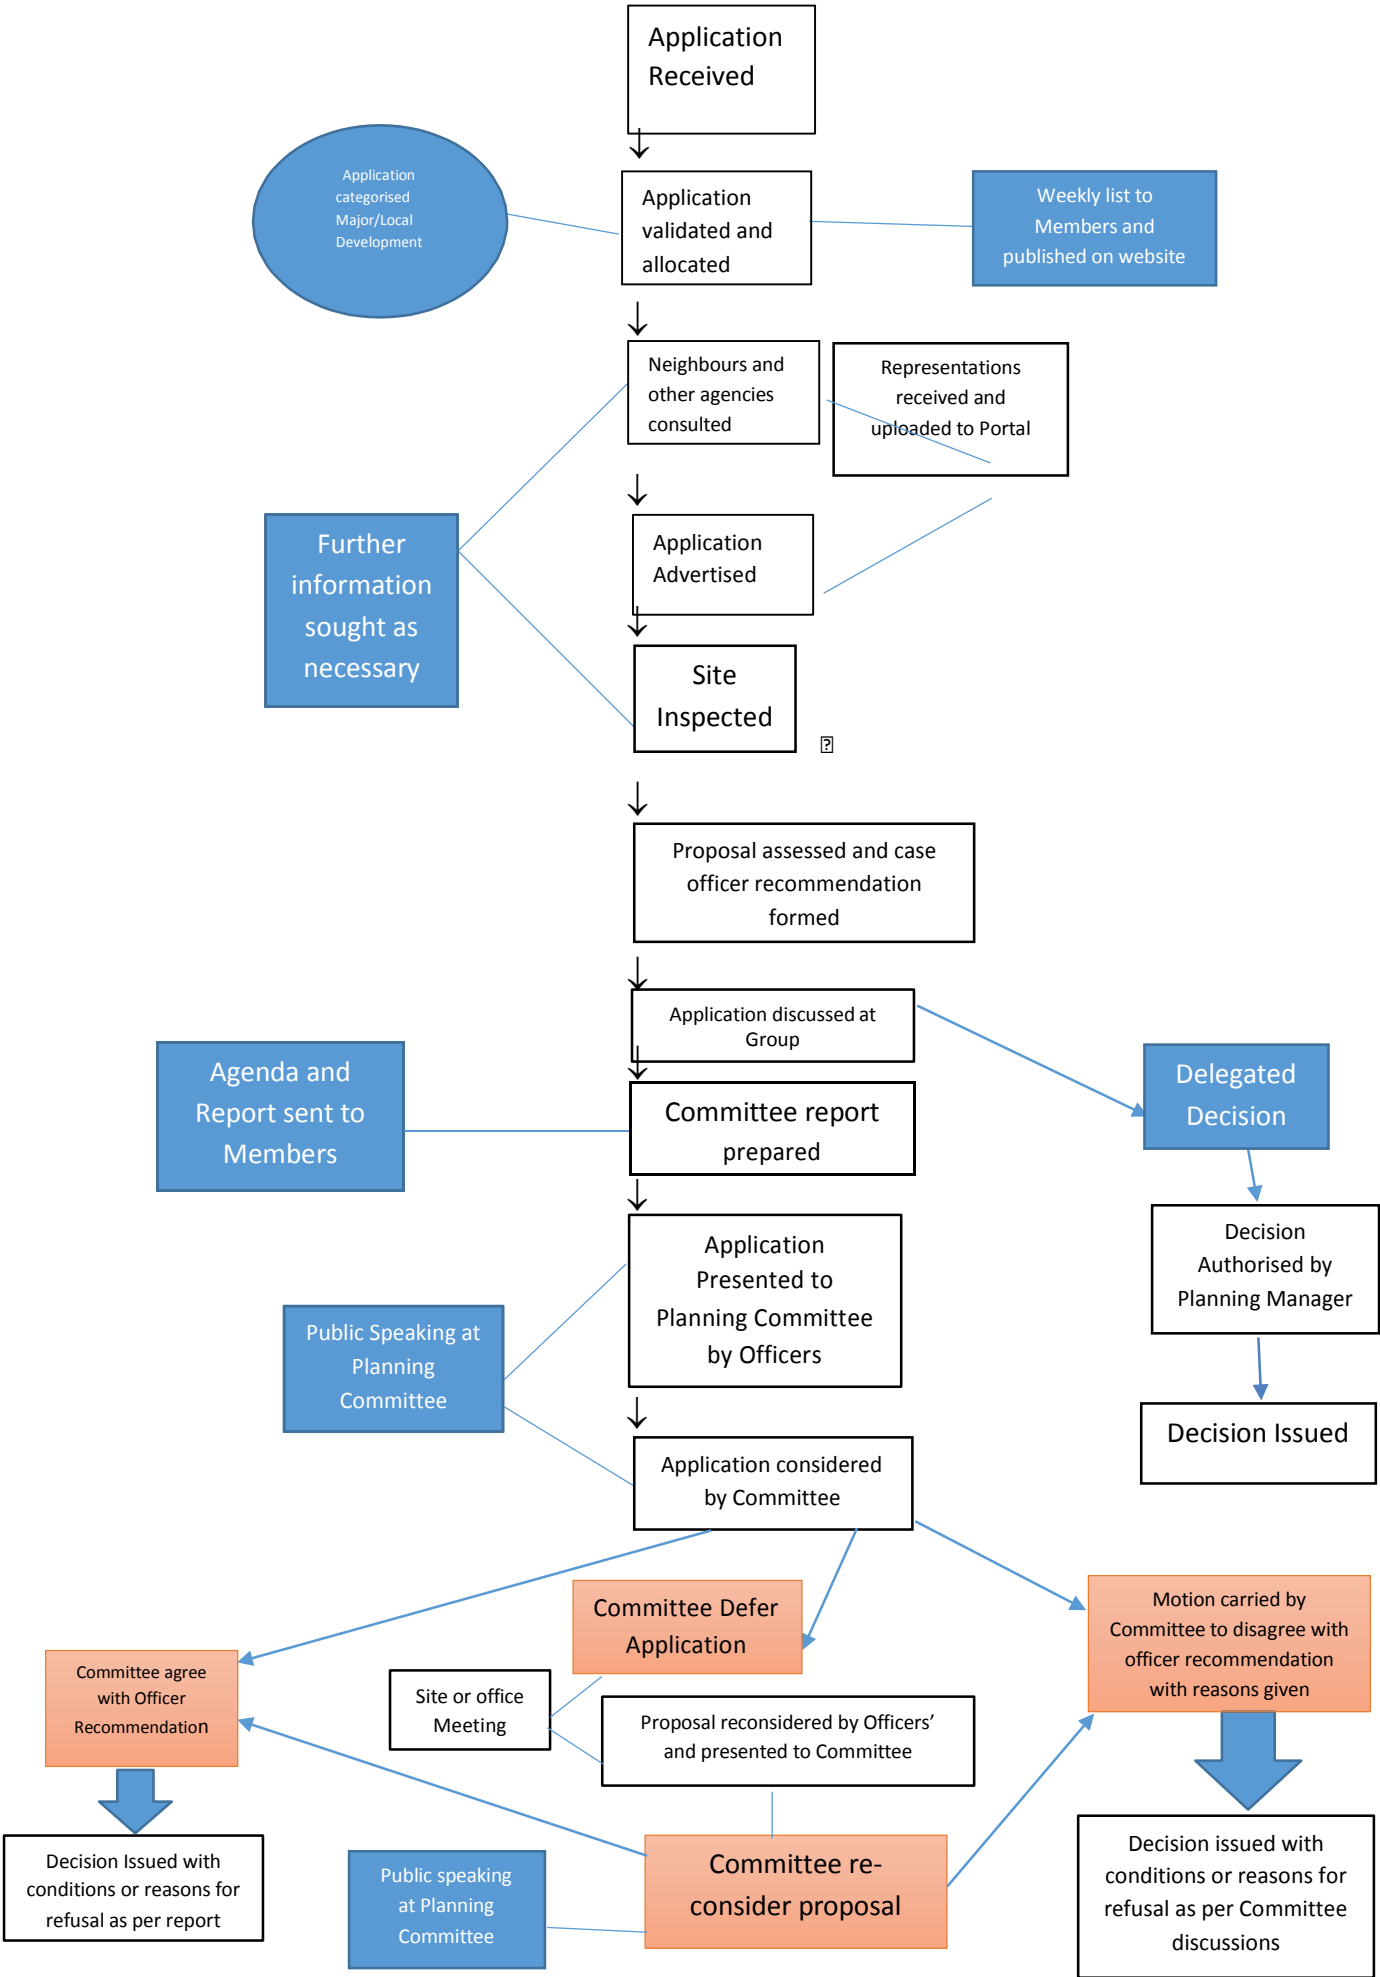 Application
Received
Application
categorised
Major/Local
Development
Application
validated and
allocated
Weekly list to
Members and
published on website
Neighbours and
other agencies
consulted
Representations
received and
uploaded to Portal
Further
information
sought as
necessary
Application
Advertised
Site
Inspected
Proposal assessed and case
officer recommendation
formed
Application discussed at
Group
Agenda and
Report sent to
Members
Committee report
prepared
Delegated
Decision
Application
Presented to
Planning Committee
by Officers
Decision
Authorised by
Planning Manager
Public Speaking at
Planning
Committee
Decision Issued
Application considered
by Committee
Committee Defer
Application
Motion carried by
Committee to disagree with
officer recommendation
with reasons given
Committee agree
with Officer
Recommendation
Site or office
Meeting
Proposal reconsidered by Officers’
and presented to Committee
Decision Issued with
conditions or reasons for
refusal as per report
Public speaking
at Planning
Committee
Committee re-
consider proposal
Decision issued with
conditions or reasons for
refusal as per Committee
discussions